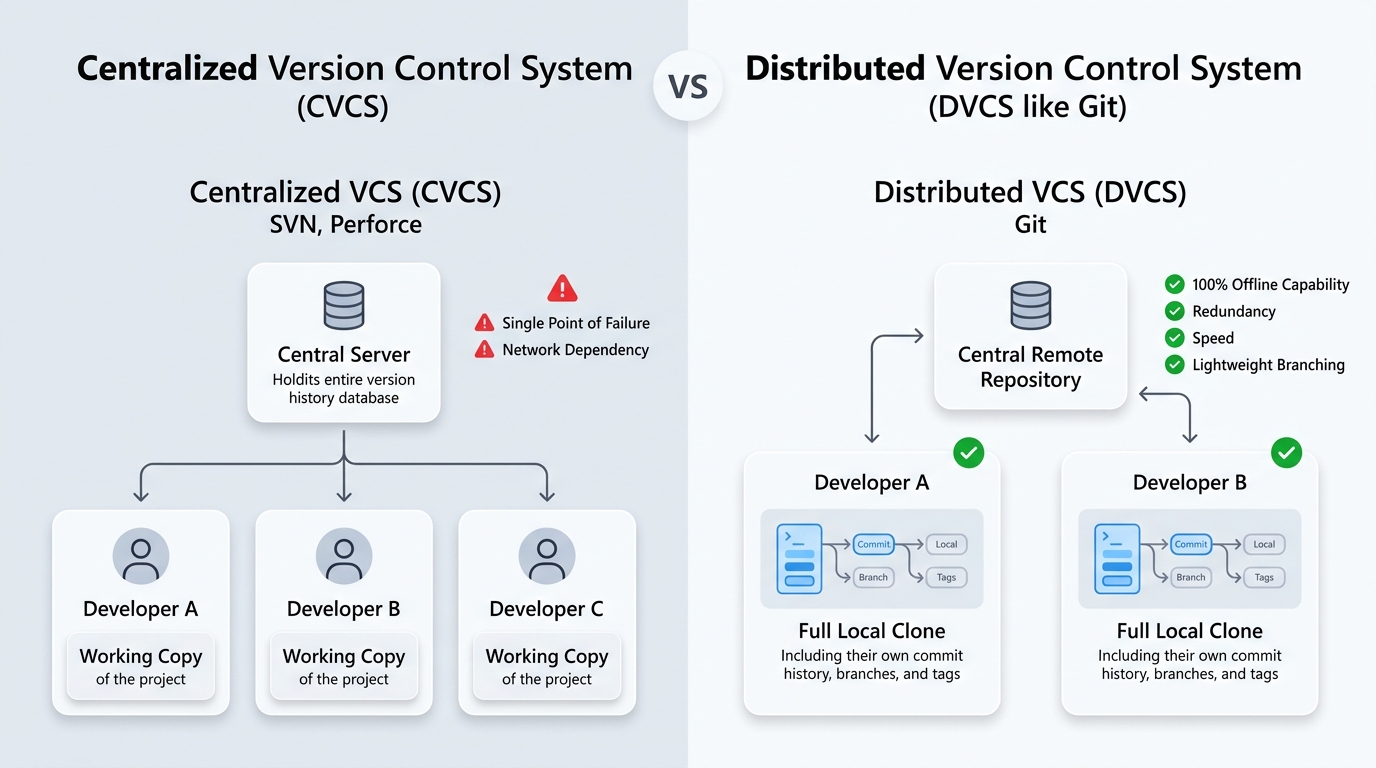 Centralized Version Control System
(CVCS)
VS
Distributed Version Control System
(DVCS like Git)
Centralized VCS (CVCS)
SVN, Perforce
Central Server
Holdits entire version
history database
Single Point of Failure
Network Dependency
Developer A
Working Copy
of the project
Developer B
Working Copy
of the project
Developer C
Working Copy
of the project
Distributed VCS (DVCS)
Git
Central Remote
Repository
100% Offline Capability
Redundancy
Speed
Lightweight Branching
Developer A
Commit
Local
Branch
Tags
Full Local Clone
Including their own commit
history, branches, and tags
Developer B
Commit
Local
Branch
Tags
Full Local Clone
Including their own commit
history, branches, and tags